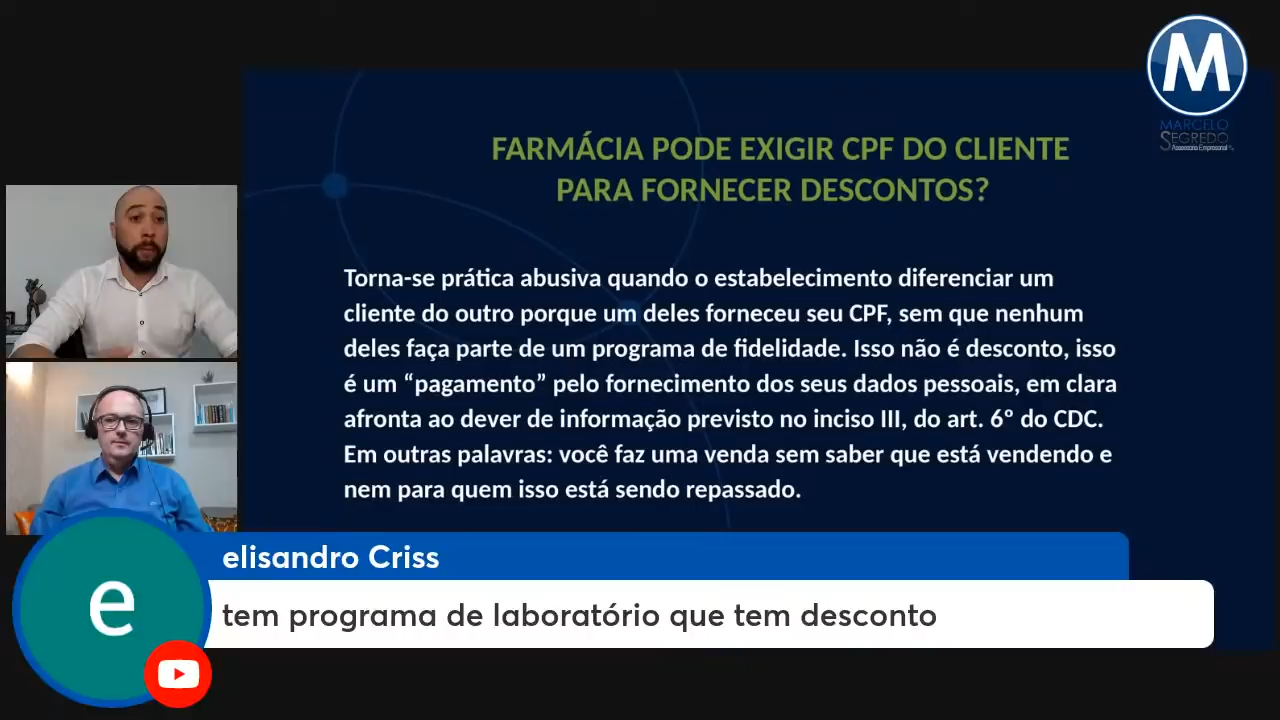 M
MARCELO
SEGREDO
Assessoria Empresarial
FARMÁCIA PODE EXIGIR CPF DO CLIENTE
PARA FORNECER DESCONTOS?
Torna-se prática abusiva quando o estabelecimento diferenciar um
cliente do outro porque um deles forneceu seu CPF, sem que nenhum
deles faça parte de um programa de fidelidade. Isso não é desconto, isso
é um “pagamento” pelo fornecimento dos seus dados pessoais, em clara
afronta ao dever de informação previsto no inciso III, do art. 6º do CDC.
Em outras palavras: você faz uma venda sem saber que está vendendo e
nem para quem isso está sendo repassado.
elisandro Criss
e
tem programa de laboratório que tem desconto